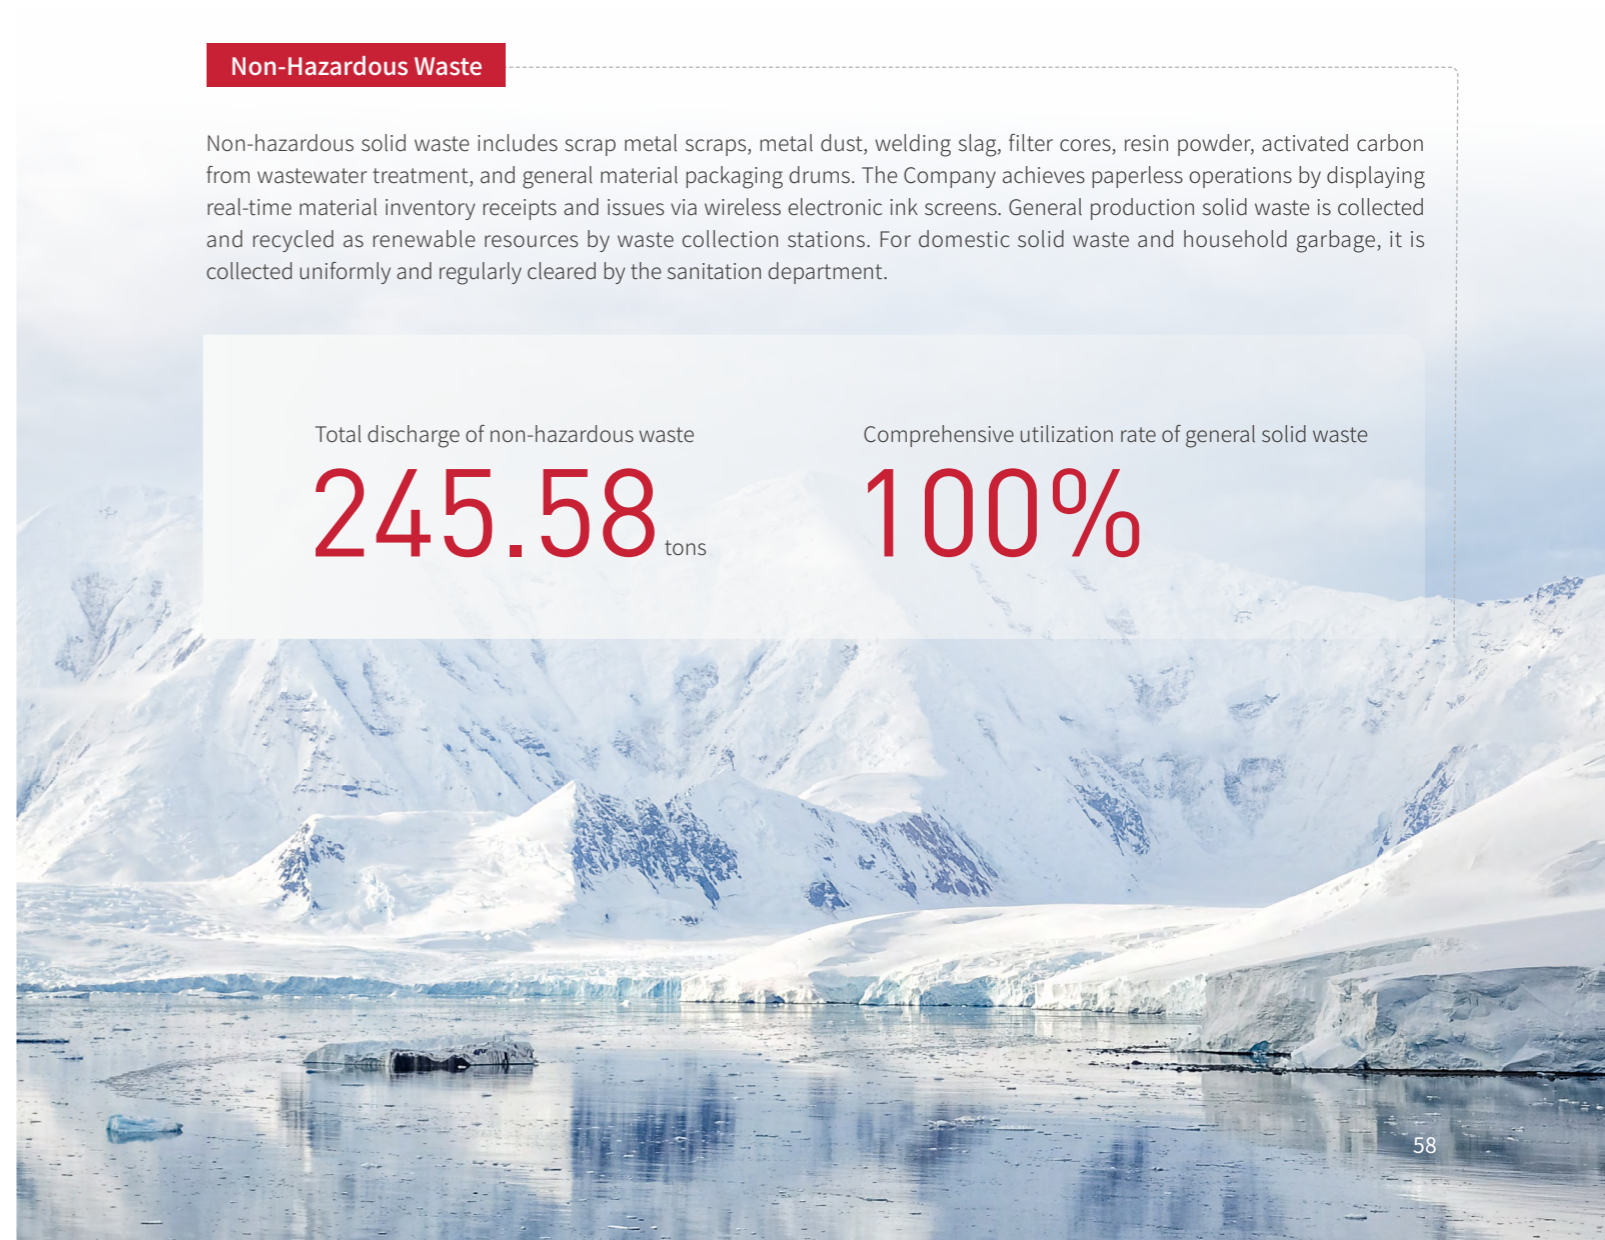 Non-Hazardous Waste
Non-hazardous solid waste includes scrap metal scraps, metal dust, welding slag, filter cores, resin powder, activated carbon
from wastewater treatment, and general material packaging drums. The Company achieves paperless operations by displaying
real-time material inventory receipts and issues via wireless electronic ink screens. General production solid waste is collected
and recycled as renewable resources by waste collection stations. For domestic solid waste and household garbage, it is
collected uniformly and regularly cleared by the sanitation department.
Total discharge of non-hazardous waste
245.58 tons
Comprehensive utilization rate of general solid waste
100%
58